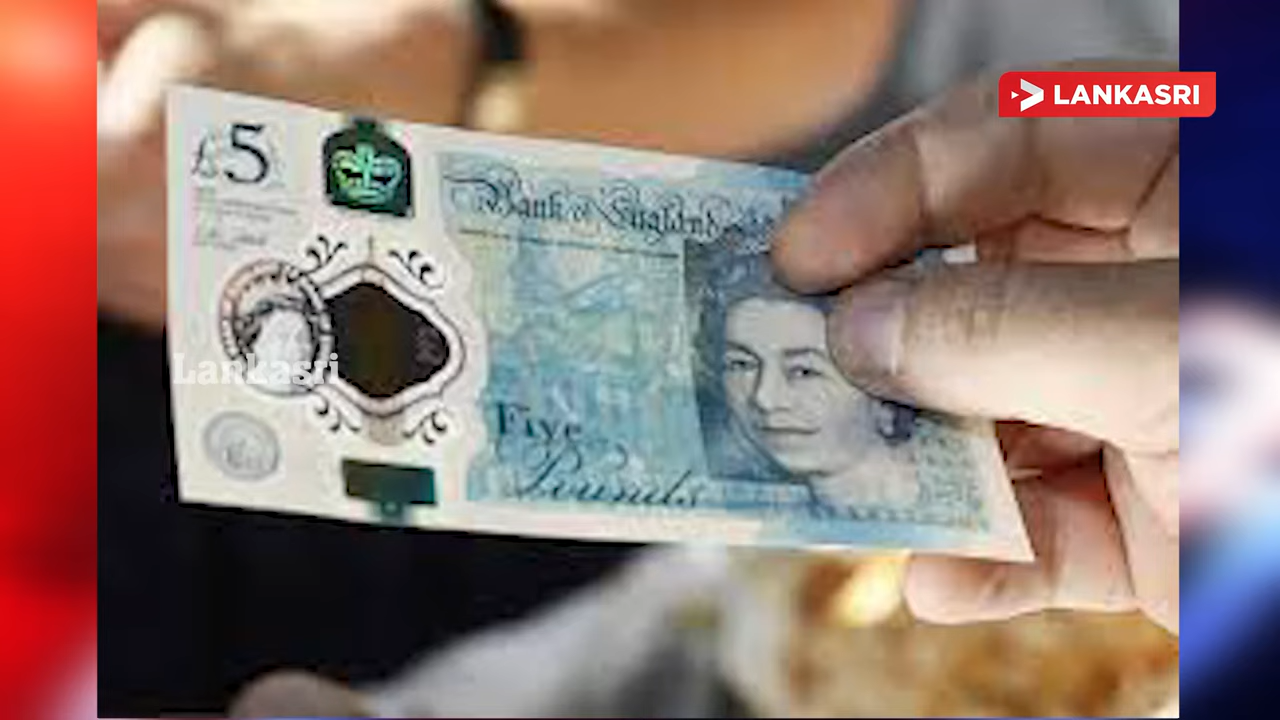 LANKASRI
£5
Bank of England
Lankasri
Five
Pounds